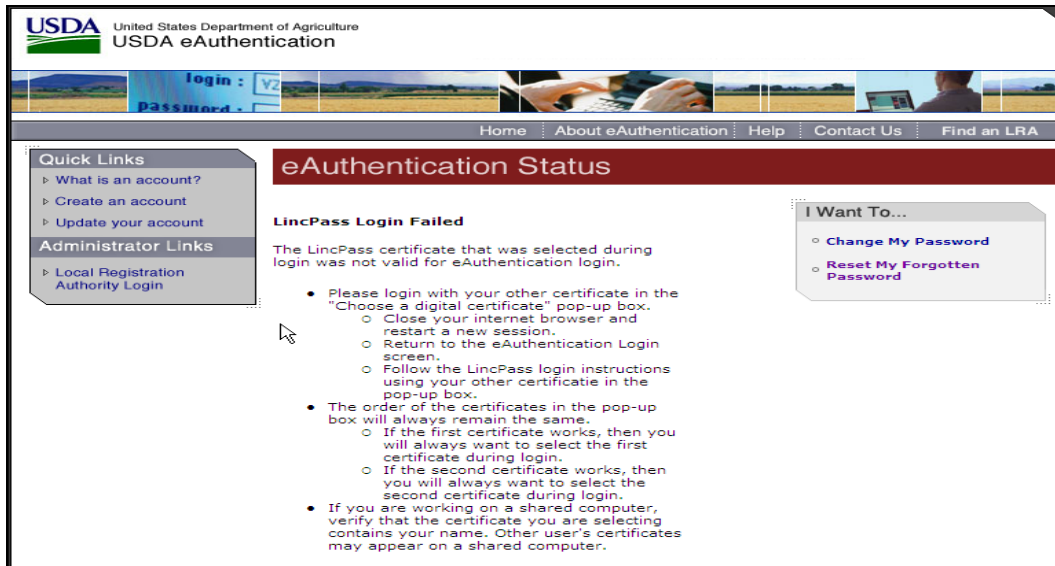 USDA
United States Department of Agriculture
USDA eAuthentication
login :
V2
password -
Home
About eAuthentication
Help
Contact Us
Find an LRA
Quick Links
What is an account?
Create an account
Update your account
Administrator Links
Local Registration
Authority Login
eAuthentication Status
LincPass Login Failed
The LincPass certificate that was selected during
login was not valid for eAuthentication login.
Please login with your other certificate in the
"Choose a digital certificate" pop-up box.
Close your internet browser and
restart a new session.
Return to the eAuthentication Login
screen.
Follow the LincPass login instructions
using your other certificatie in the
pop-up box.
The order of the certificates in the pop-up
box will always remain the same.
If the first certificate works, then you
will always want to select the first
certificate during login.
If the second certificate works, then
you will always want to select the
second certificate during login.
If you are working on a shared computer,
verify that the certificate you are selecting
contains your name. Other user's certificates
may appear on a shared computer.
I Want To...
Change My Password
Reset My Forgotten
Password